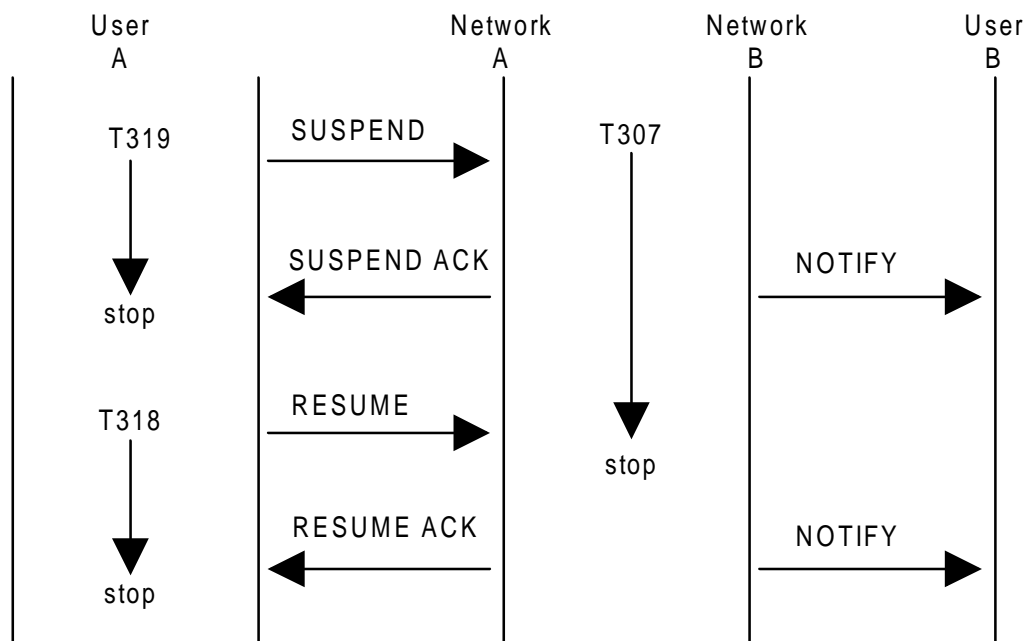 User
A
Network
A
Network
B
User
B
T319
SUSPEND
T307
SUSPEND ACK
NOTIFY
stop
T318
RESUME
stop
RESUME ACK
NOTIFY
stop